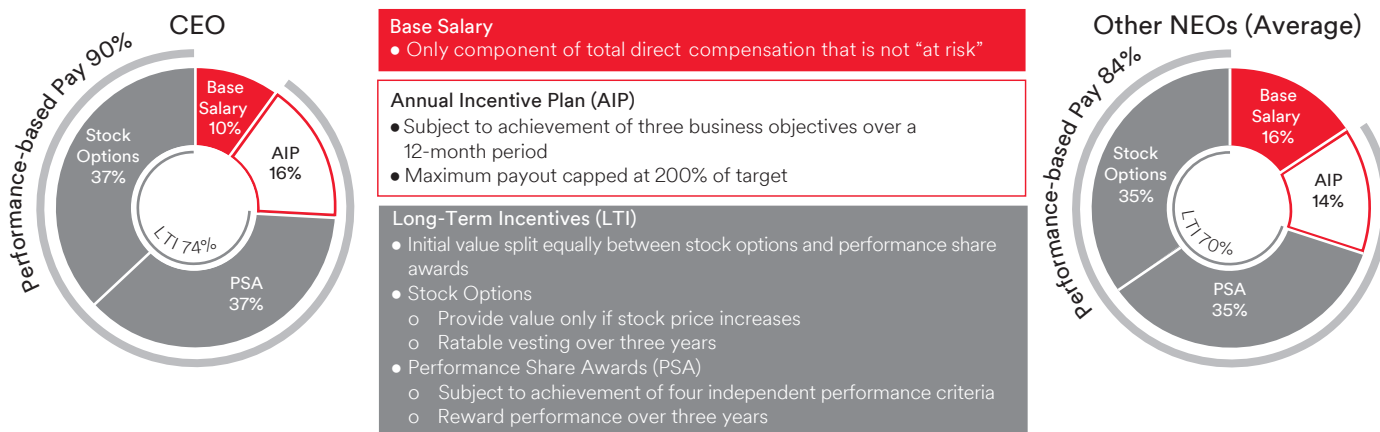 CEO
Performance-based Pay 90%
Base
Salary
10%
AIP
16%
PSA
37%
Stock
Options
37%
LTI 74%
Base Salary
● Only component of total direct compensation that is not “at risk”
Annual Incentive Plan (AIP)
● Subject to achievement of three business objectives over a
12-month period
● Maximum payout capped at 200% of target
Long-Term Incentives (LTI)
● Initial value split equally between stock options and performance share
awards
● Stock Options
o Provide value only if stock price increases
o Ratable vesting over three years
● Performance Share Awards (PSA)
o Subject to achievement of four independent performance criteria
o Reward performance over three years
Other NEOs (Average)
Performance-based Pay 84%
Base
Salary
16%
AIP
14%
PSA
35%
Stock
Options
35%
LTI 70%